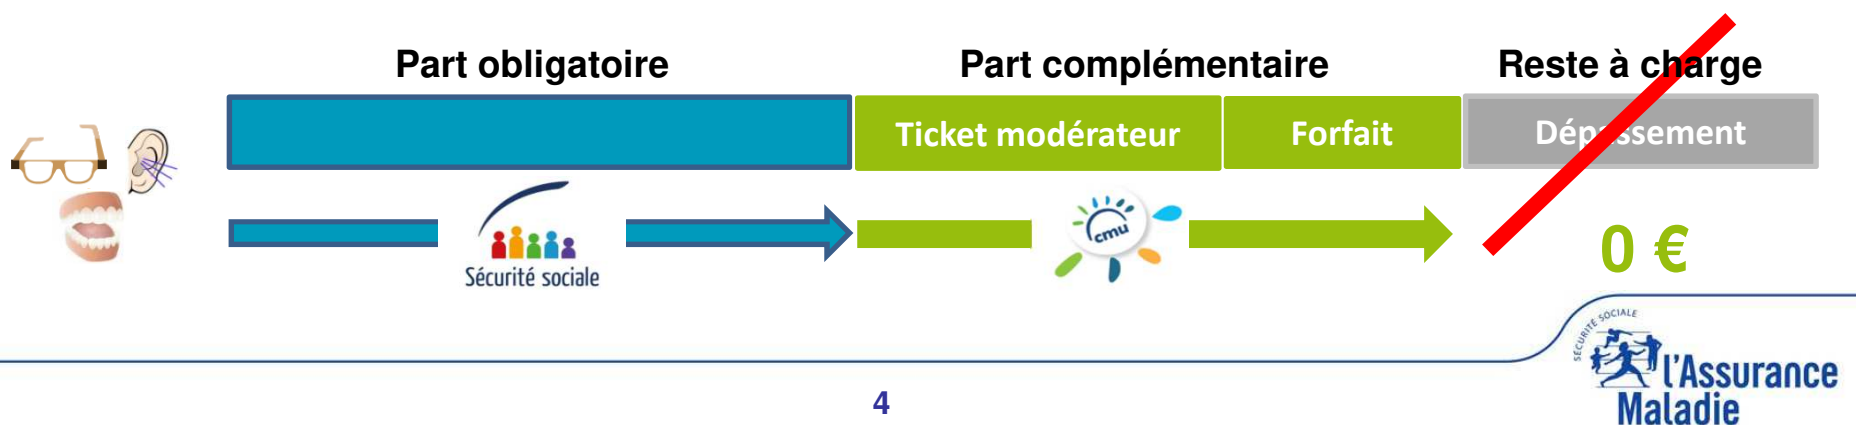 Part obligatoire
Part complémentaire
Reste à charge
Ticket modérateur
Forfait
Dépassement
cmu
Sécurité sociale
0 €
SÉCURITÉ SOCIALE
l'Assurance
Maladie
4